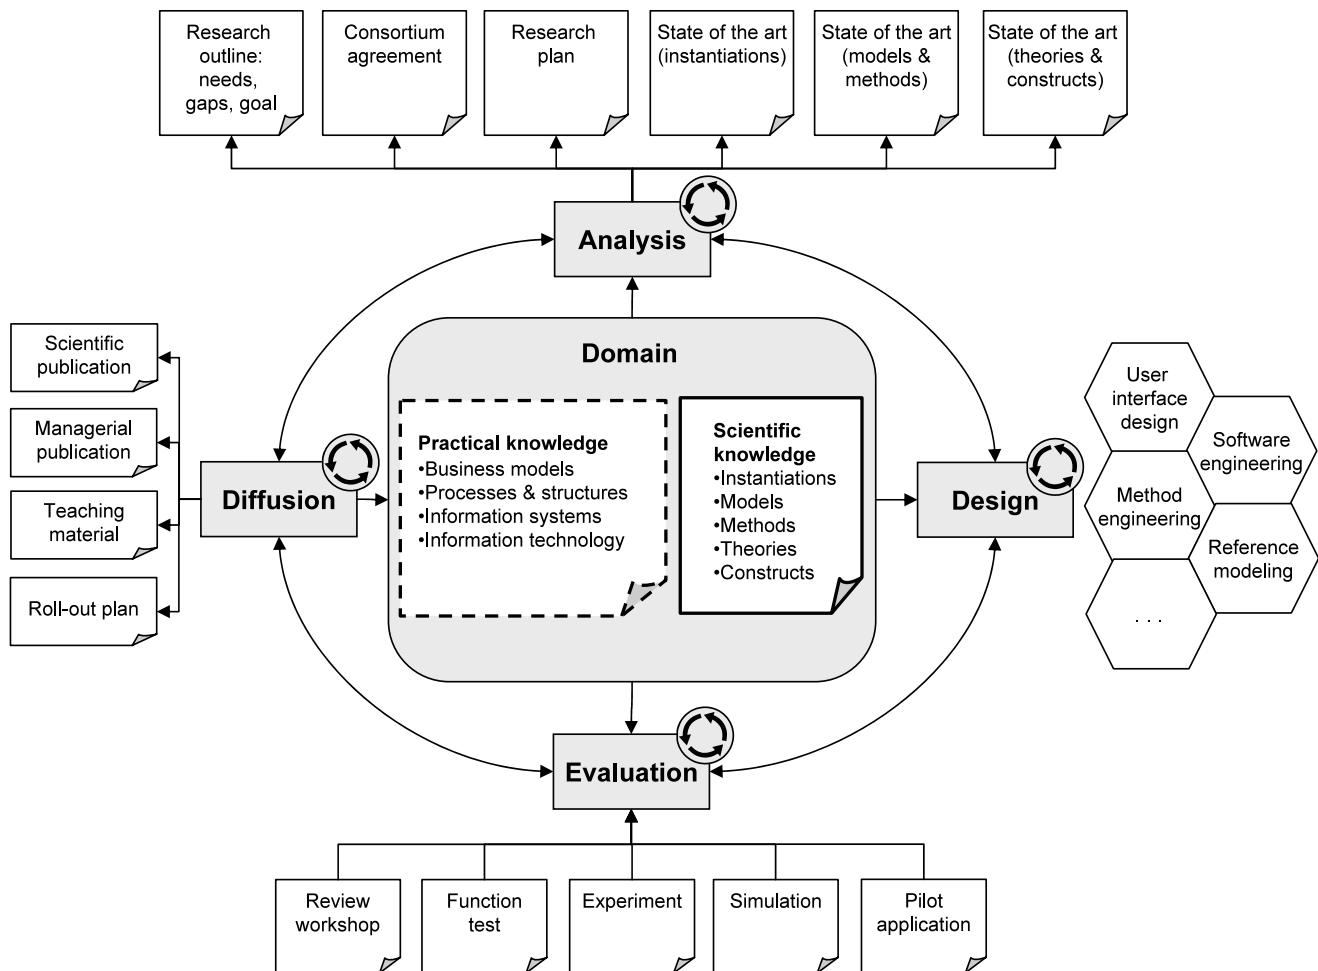 Research
outline:
needs,
gaps, goal
Consortium
agreement
Research
plan
State of the art
(instantiations)
State of the art
(models &
methods)
State of the art
(theories &
constructs)
Analysis
Domain
Practical knowledge
•Business models
•Processes & structures
•Information systems
•Information technology
Scientific
knowledge
•Instantiations
•Models
•Methods
•Theories
•Constructs
Scientific
publication
Managerial
publication
Teaching
material
Roll-out plan
Diffusion
Design
User
interface
design
Software
engineering
Method
engineering
Reference
modeling
. . .
Evaluation
Review
workshop
Function
test
Experiment
Simulation
Pilot
application